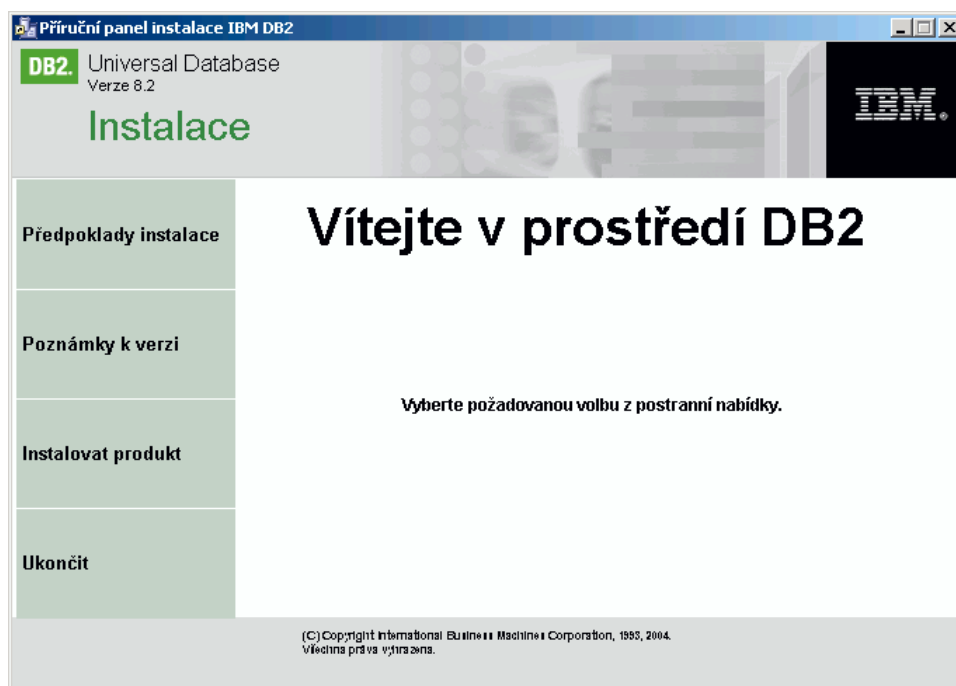 Příruční panel instalace IBM DB2
DB2. Universal Database
Verze 8.2
Instalace
IBM.
Předpoklady instalace
Poznámky k verzi
Instalovat produkt
Ukončit
Vítejte v prostředí DB2
Vyberte požadovanou volbu z postranní nabídky.
(C) Copyright International Business Machines Corporation, 1993, 2004.
Všechna práva vyhrazena.